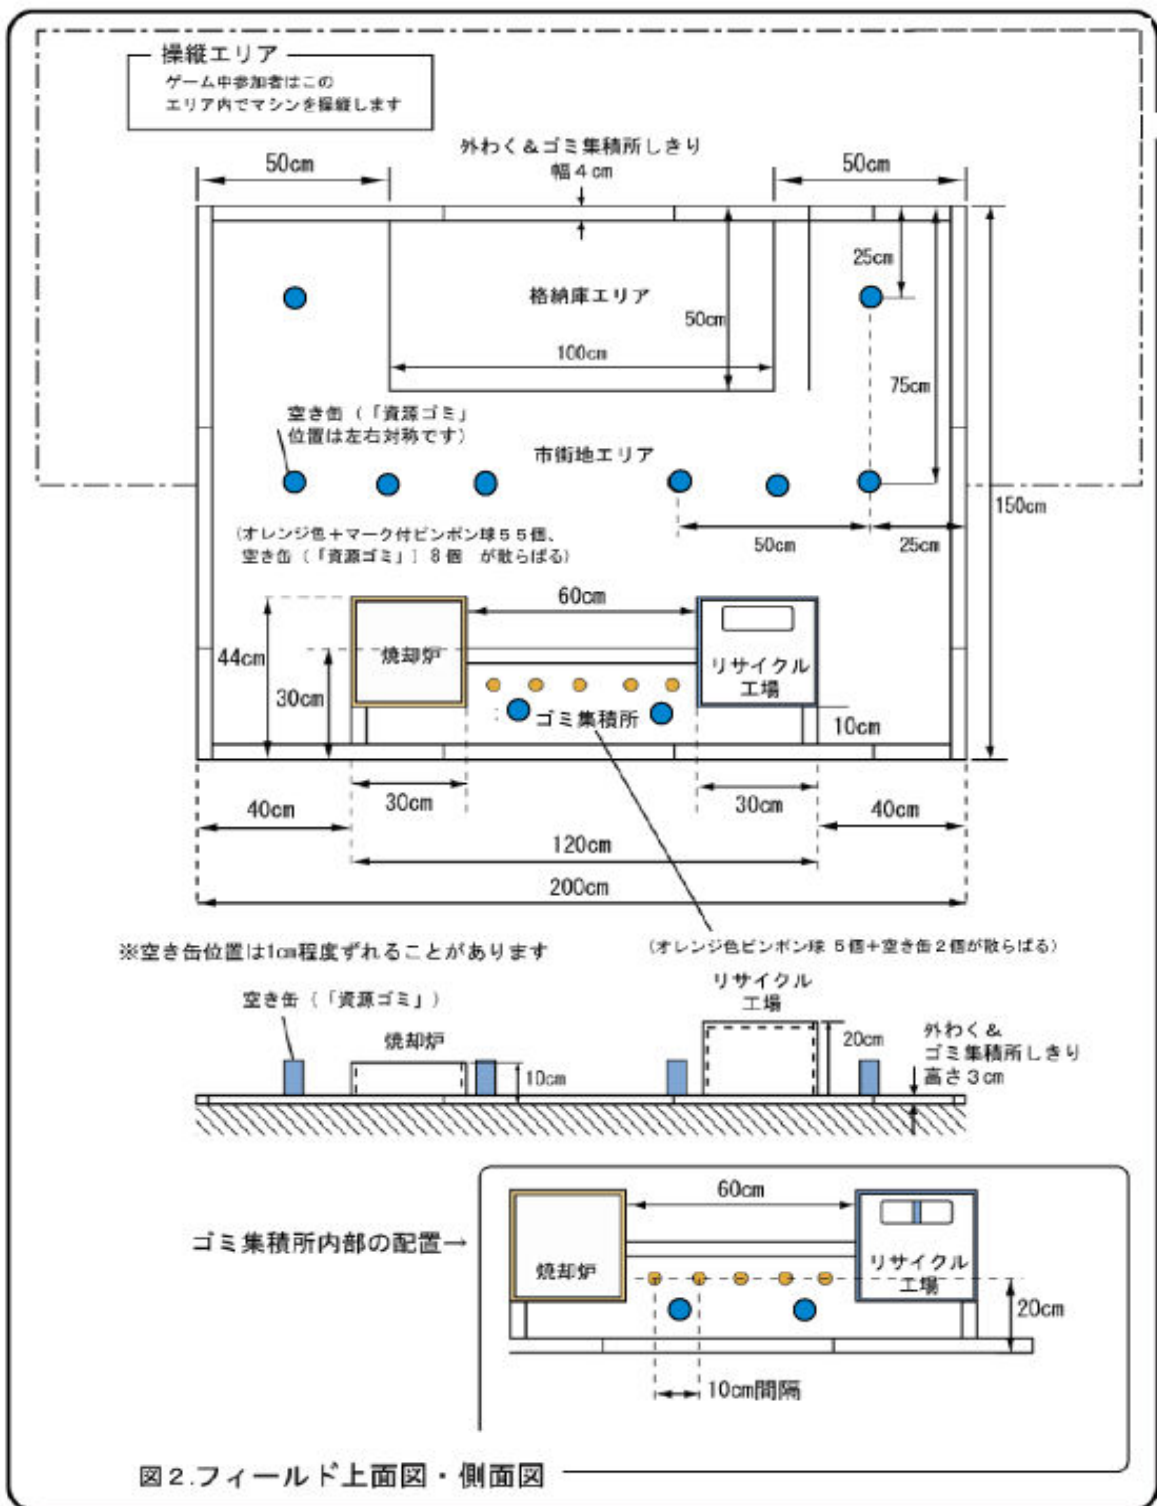 操縦エリア
ゲーム中参加者はこの
エリア内でマシンを操縦します
外わく＆ゴミ集積所しきり
幅４cm
50cm
50cm
25cm
格納庫エリア
50cm
100cm
75cm
空き缶（「資源ゴミ」
位置は左右対称です）
市街地エリア
150cm
(オレンジ色＋マーク付ピンポン球５５個、
空き缶（「資源ゴミ」］８個　が散らばる)
50cm
25cm
60cm
44cm
焼却炉
リサイクル
工場
30cm
ゴミ集積所
10cm
30cm
30cm
40cm
40cm
120cm
200cm
※空き缶位置は1cm程度ずれることがあります
(オレンジ色ピンポン球 ５個＋空き缶２個が散らばる)
空き缶（「資源ゴミ」）
リサイクル
工場
焼却炉
20cm
10cm
外わく＆
ゴミ集積所しきり
高さ３cm
60cm
ゴミ集積所内部の配置→
焼却炉
リサイクル
工場
20cm
10cm間隔
図２.フィールド上面図・側面図